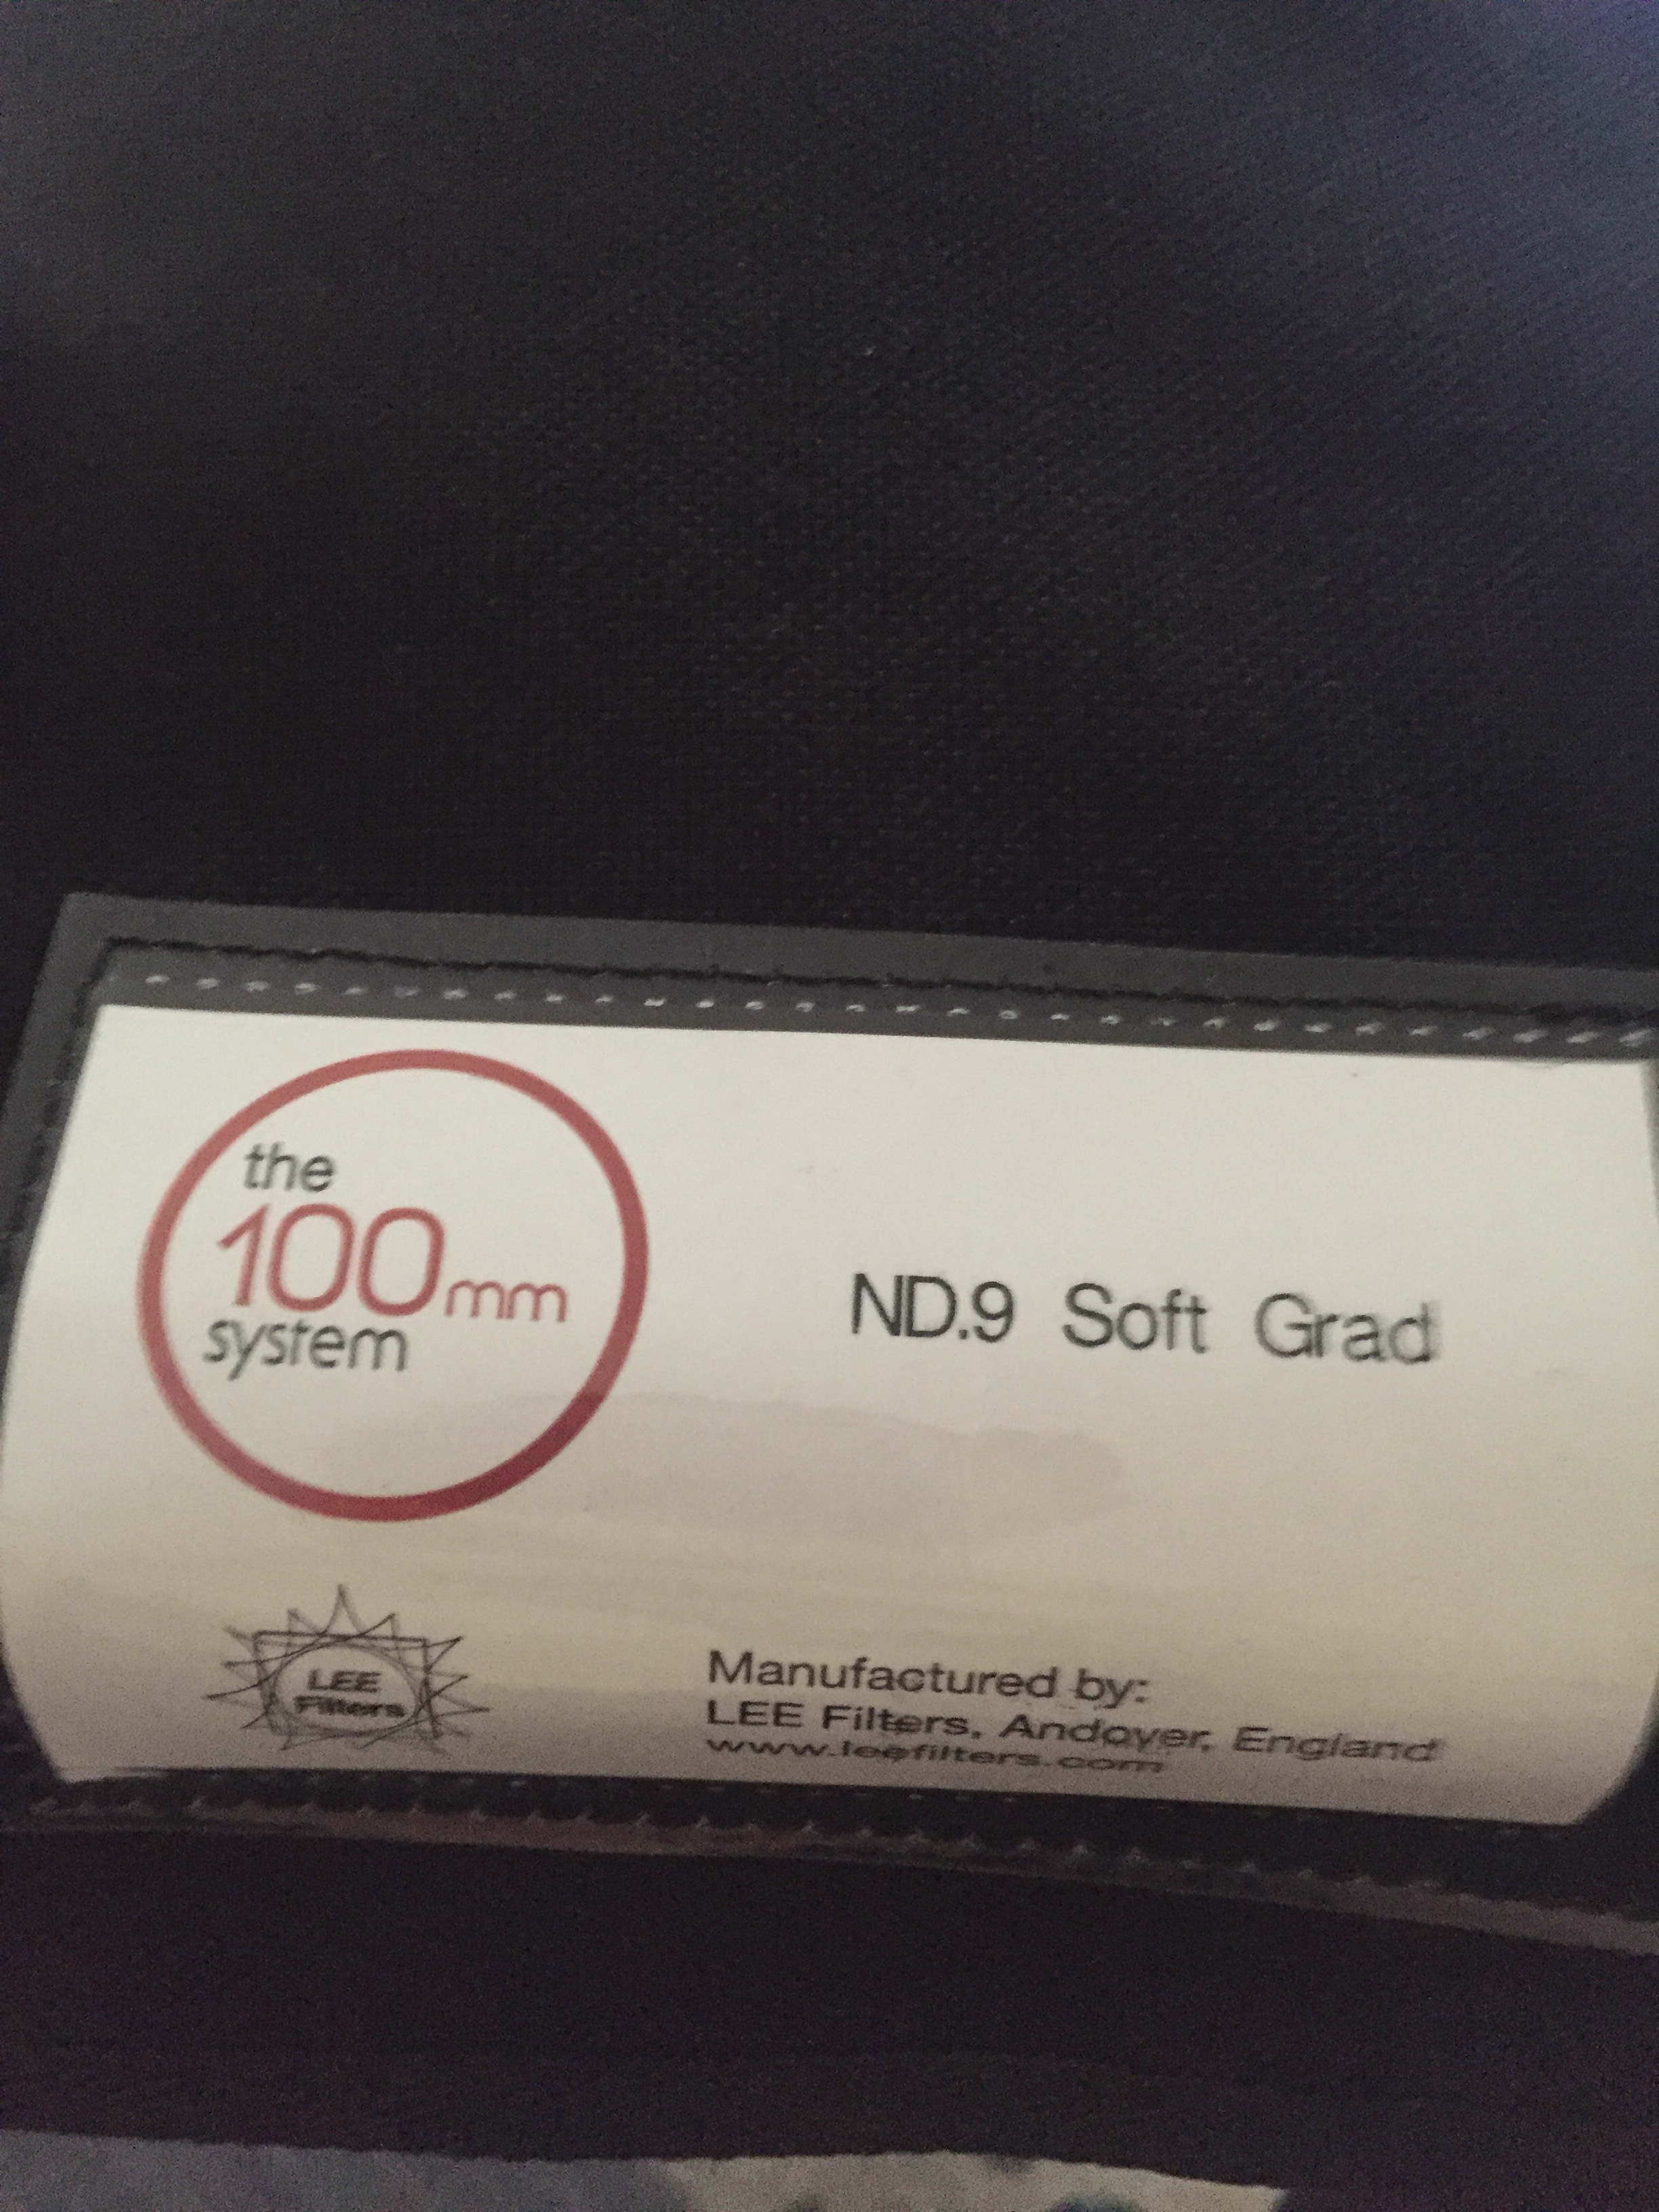 the
100mm
system
ND.9 Soft Grad
LEE
Filters
Manufactured by:
LEE Filters, Andover, England
www.leefilters.com